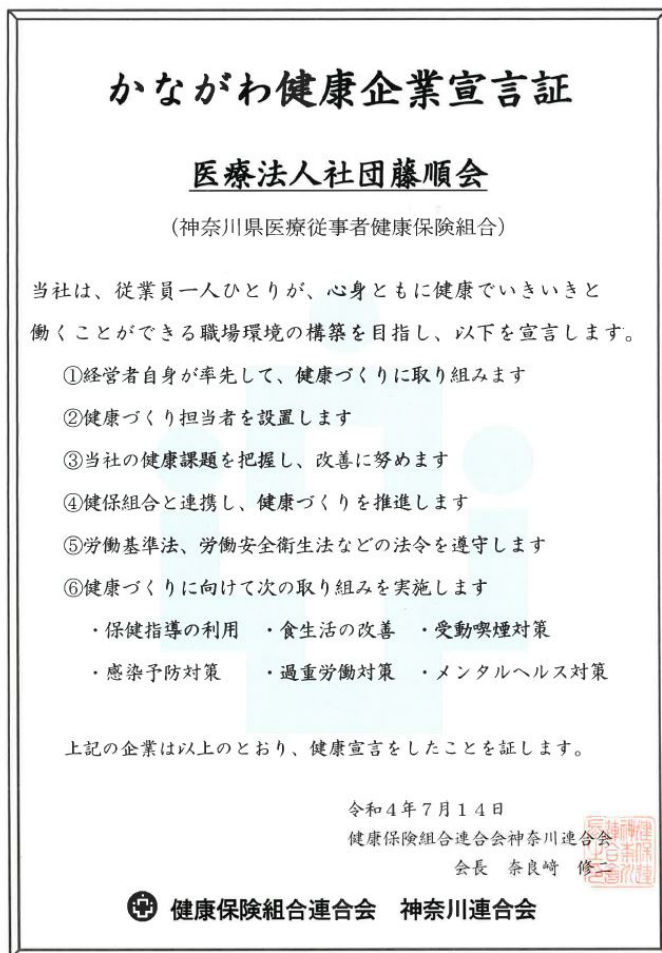 かながわ健康企業宣言証
医療法人社団藤順会
(神奈川県医療従事者健康保険組合)
当社は、従業員一人ひとりが、心身ともに健康でいきいきと
働くことができる職場環境の構築を目指し、以下を宣言します。
①経営者自身が率先して、健康づくりに取り組みます
②健康づくり担当者を設置します
③当社の健康課題を把握し、改善に努めます
④健保組合と連携し、健康づくりを推進します
⑤労働基準法、労働安全衛生法などの法令を遵守します
⑥健康づくりに向けて次の取り組みを実施します
・保健指導の利用 ・食生活の改善 ・受動喫煙対策
・感染予防対策 ・過重労働対策 ・メンタルヘルス対策
上記の企業は以上のとおり、健康宣言をしたことを証します。
令和4年7月14日
健康保険組合連合会神奈川連合会
会長 奈良﨑 修二
健康保険組合連合会 神奈川連合会